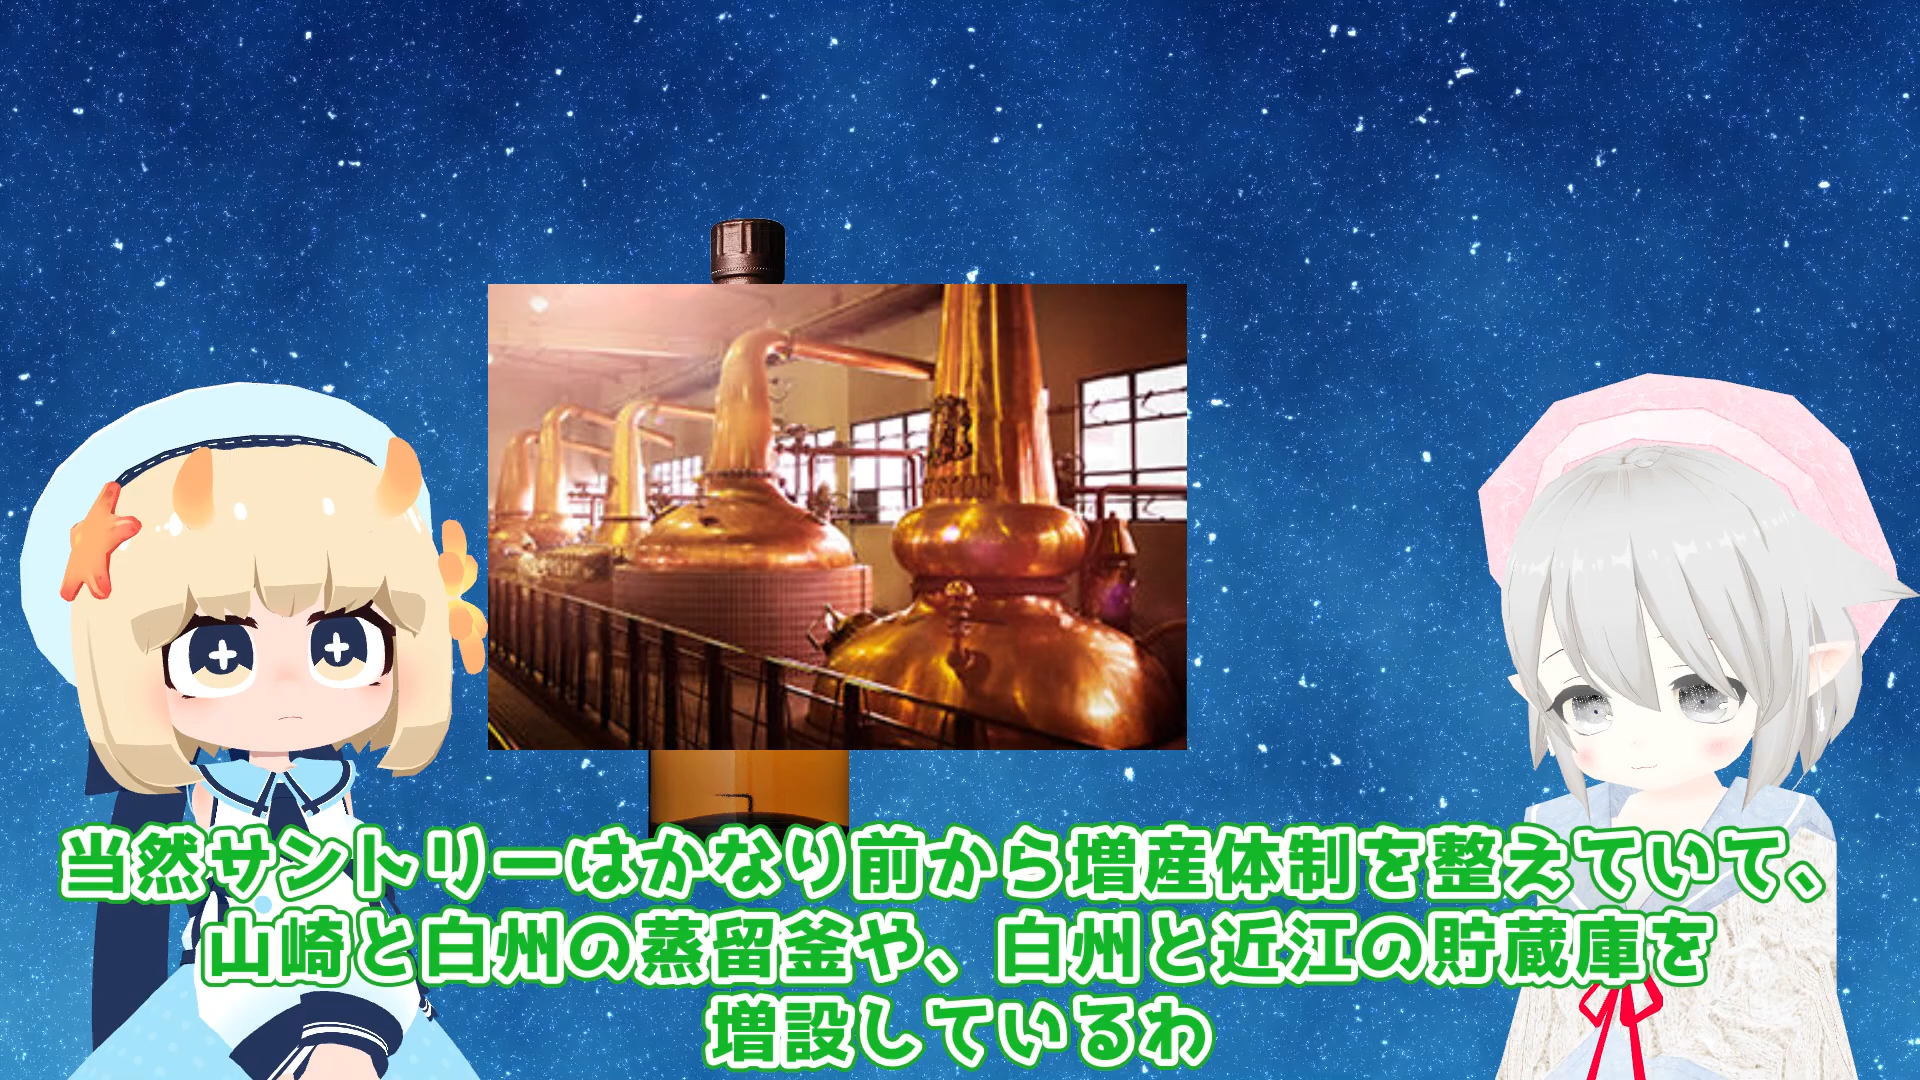 当然サントリーはかなり前から増産体制を整えていて、
山崎と白州の蒸留釜や、白州と近江の貯蔵庫を
増設しているわ